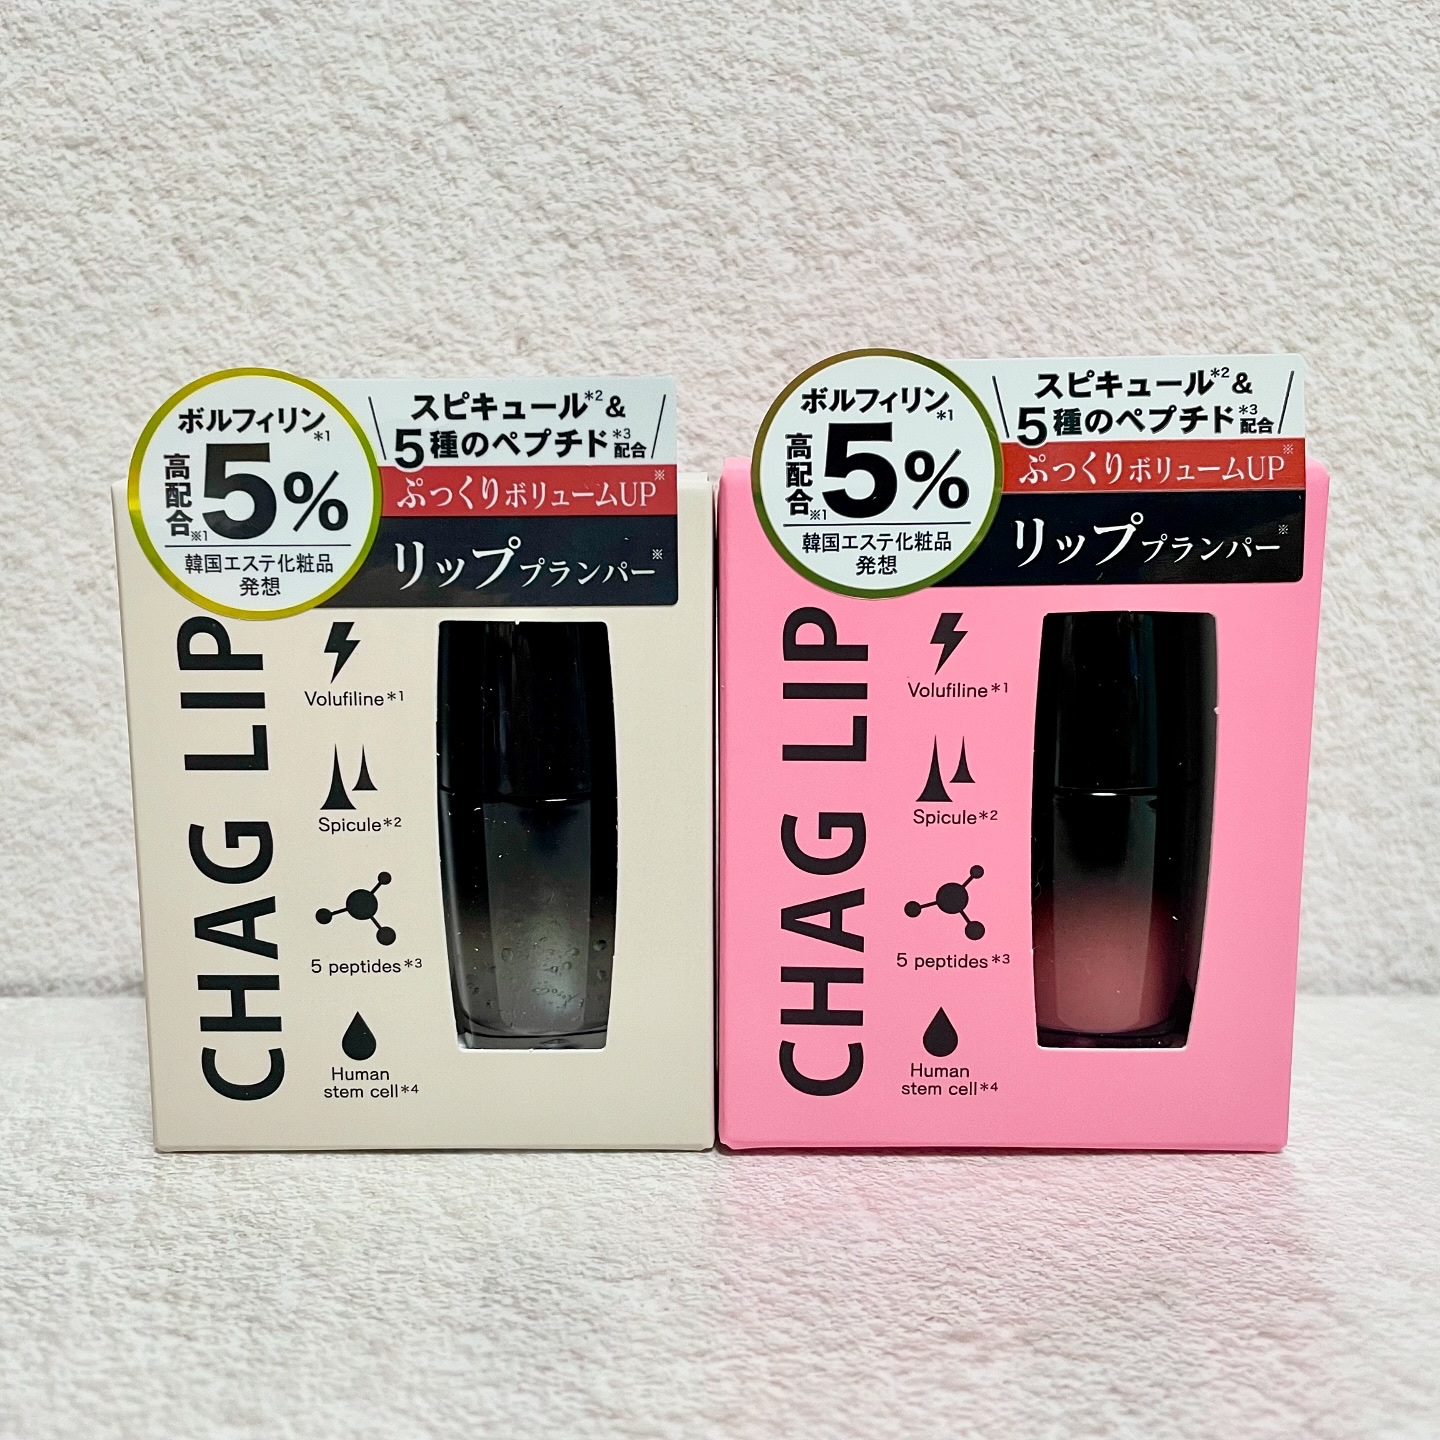 ボルフィリン*1
高配合※1
5%
韓国エステ化粧品
発想
スピキュール*2&
5種のペプチド*3配合
ぷっくりボリュームUP※
リッププランパー※
CHAG LIP
Volufiline*1
Spicule*2
5 peptides*3
Human
stem cell*4
ボルフィリン*1
高配合※1
5%
韓国エステ化粧品
発想
スピキュール*2&
5種のペプチド*3配合
ぷっくりボリュームUP※
リッププランパー※
CHAG LIP
Volufiline*1
Spicule*2
5 peptides*3
Human
stem cell*4